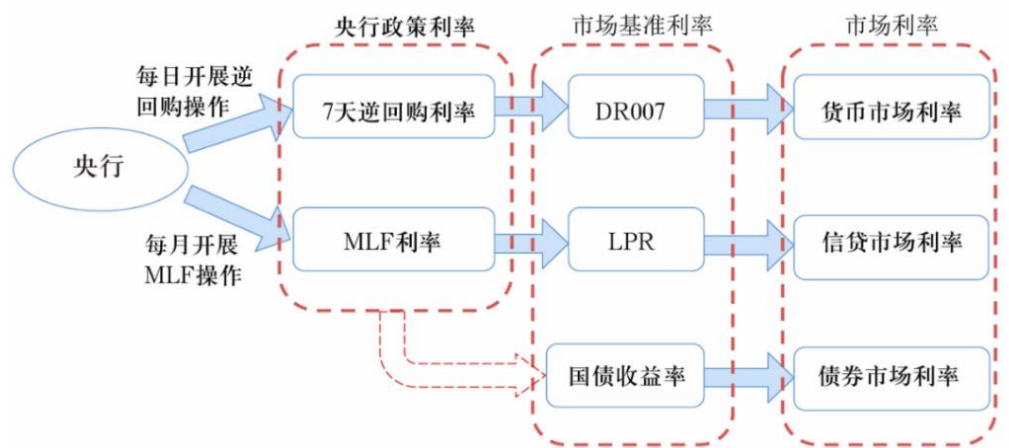 央行政策利率
市场基准利率
市场利率
每日开展逆
回购操作
7天逆回购利率
DR007
货币市场利率
央行
MLF利率
LPR
信贷市场利率
每月开展
MLF操作
国债收益率
债券市场利率